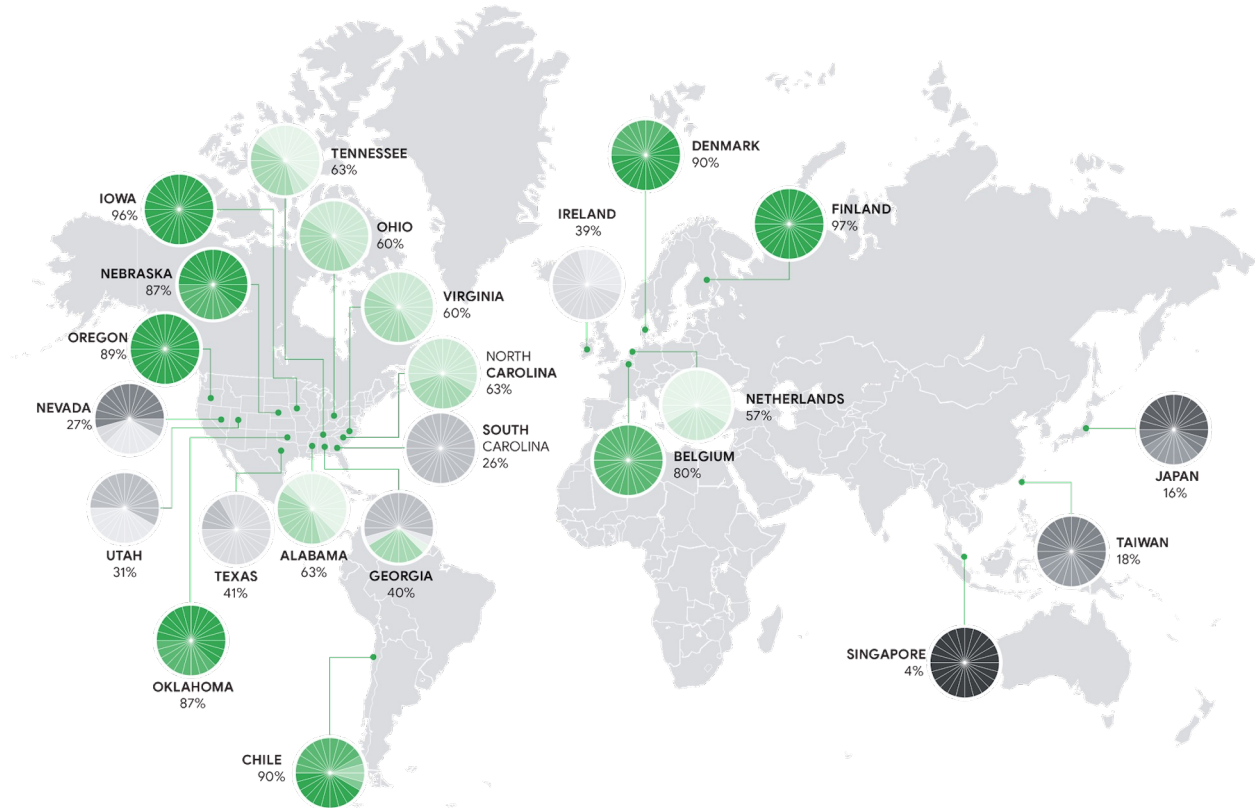 TENNESSEE
63%
IOWA
96%
OHIO
60%
NEBRASKA
87%
VIRGINIA
60%
OREGON
89%
NORTH
CAROLINA
63%
NEVADA
27%
SOUTH
CAROLINA
26%
UTAH
31%
TEXAS
41%
ALABAMA
63%
GEORGIA
40%
OKLAHOMA
87%
CHILE
90%
DENMARK
90%
IRELAND
39%
FINLAND
97%
NETHERLANDS
57%
BELGIUM
80%
JAPAN
16%
TAIWAN
18%
SINGAPORE
4%